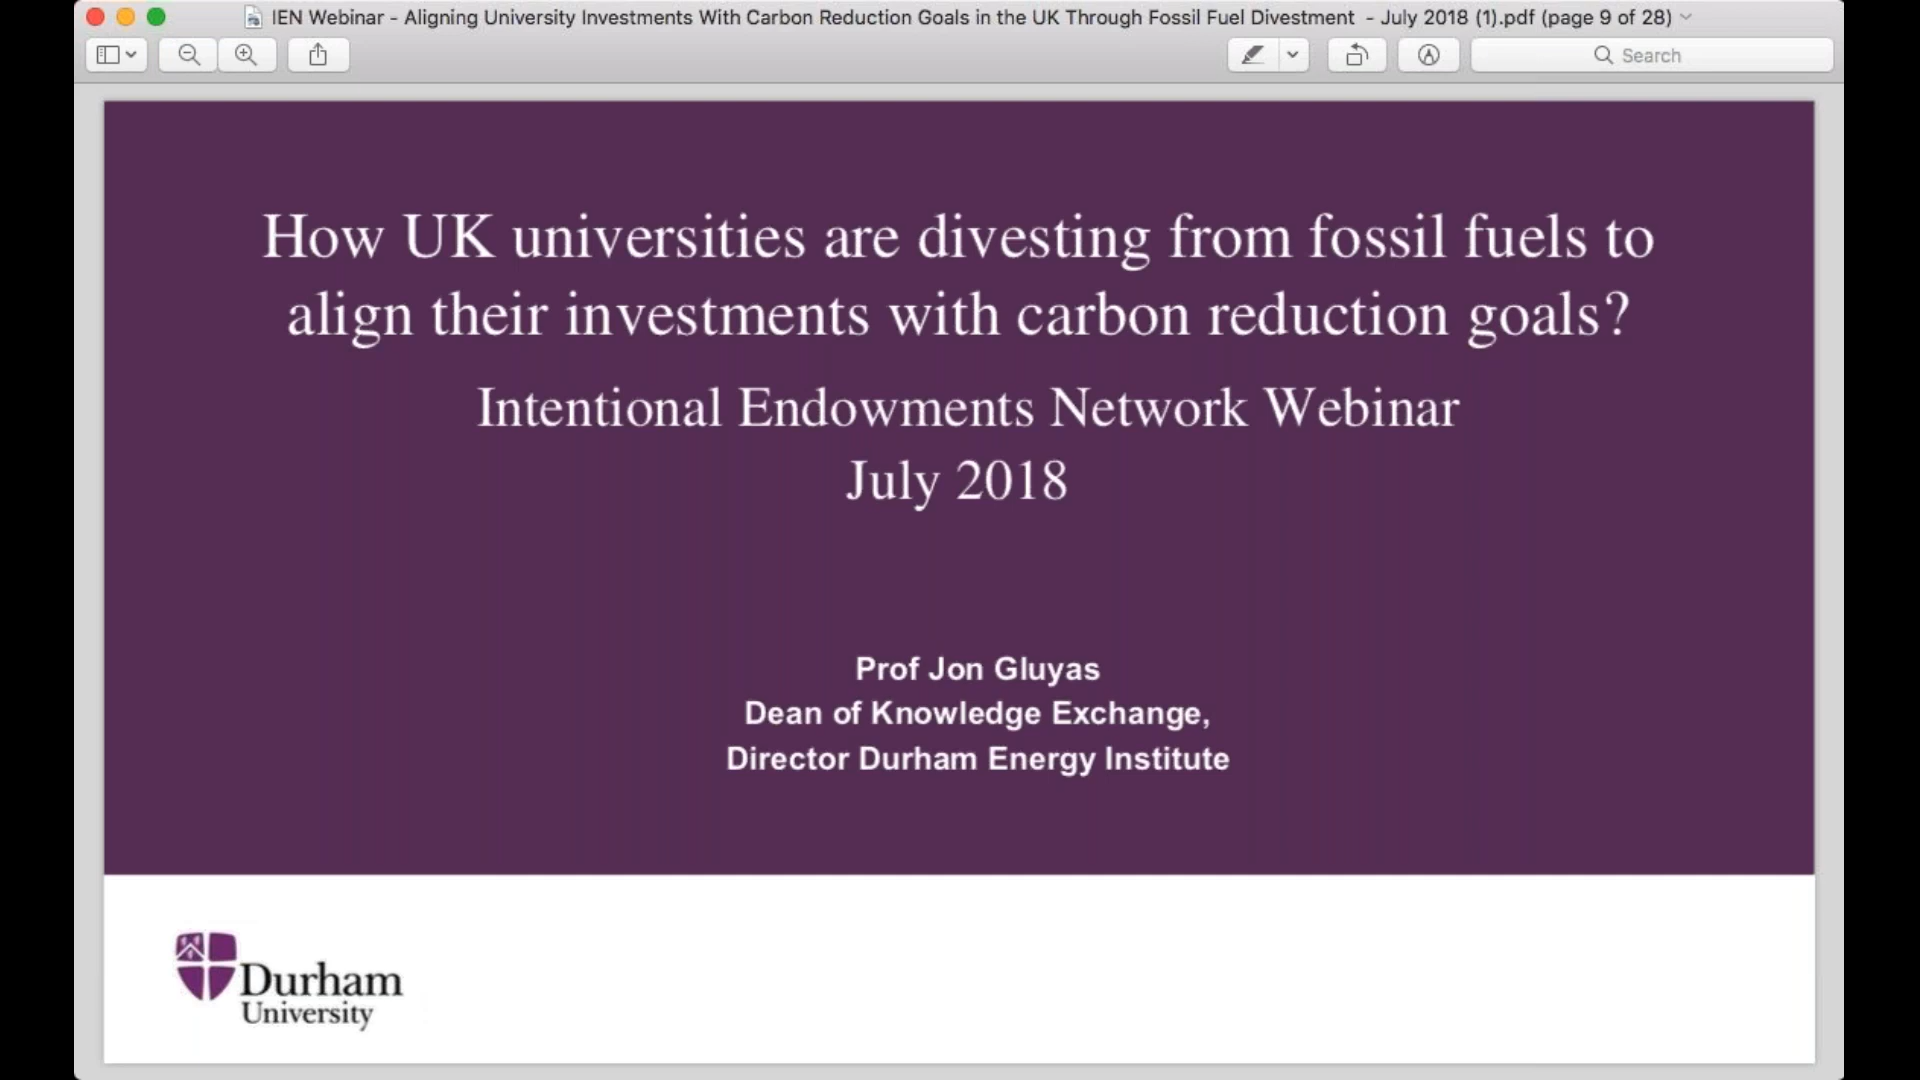 IEN Webinar - Aligning University Investments With Carbon Reduction Goals in the UK Through Fossil Fuel Divestment - July 2018 (1).pdf (page 9 of 28)
Search
How UK universities are divesting from fossil fuels to
align their investments with carbon reduction goals?
Intentional Endowments Network Webinar
July 2018
Prof Jon Gluyas
Dean of Knowledge Exchange,
Director Durham Energy Institute
Durham
University